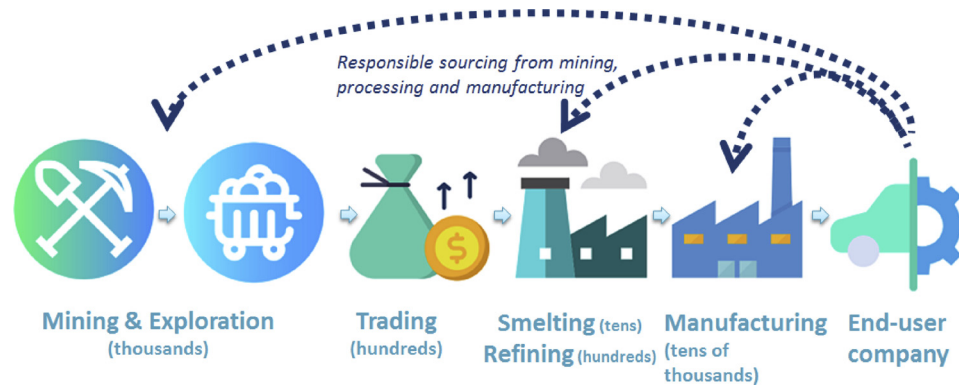 Responsible sourcing from mining,
processing and manufacturing
$
Mining & Exploration
(thousands)
Trading
(hundreds)
Smelting (tens)
Refining (hundreds)
Manufacturing
(tens of
thousands)
End-user
company